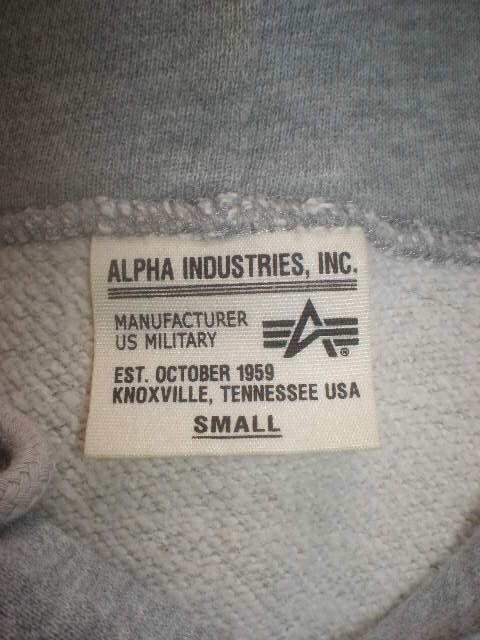 ALPHA INDUSTRIES, INC.
MANUFACTURER
US MILITARY
®
EST. OCTOBER 1959
KNOXVILLE, TENNESSEE USA
SMALL